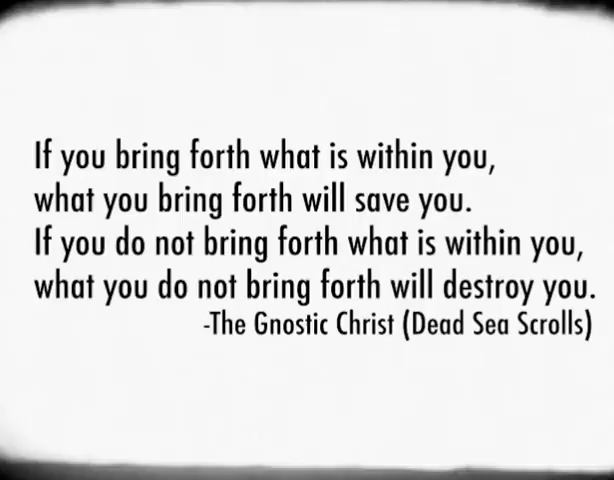 If you bring forth what is within you,
what you bring forth will save you.
If you do not bring forth what is within you,
what you do not bring forth will destroy you.
-The Gnostic Christ (Dead Sea Scrolls)